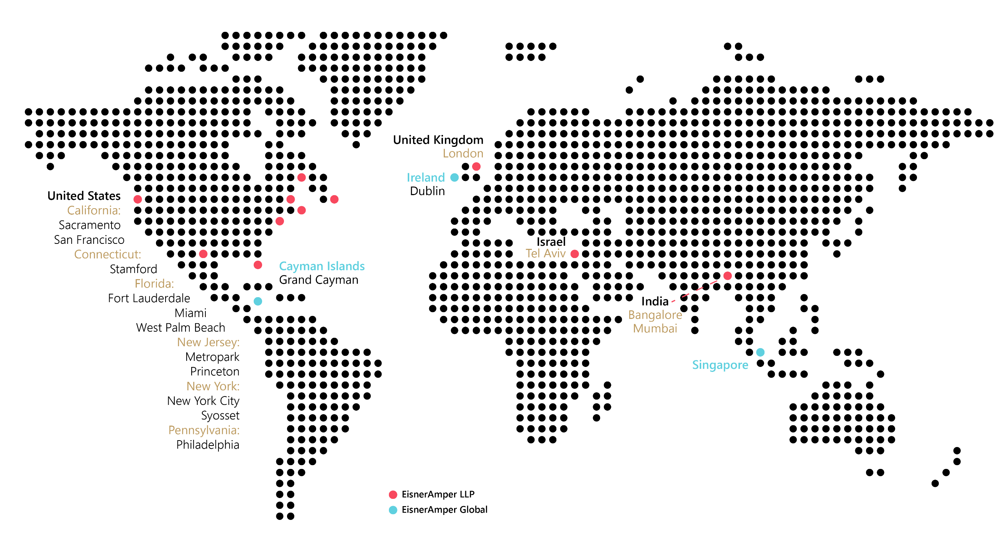 United States
California:
Sacramento
San Francisco
Connecticut:
Stamford
Florida:
Fort Lauderdale
Miami
West Palm Beach
New Jersey:
Metropark
Princeton
New York:
New York City
Syosset
Pennsylvania:
Philadelphia
Cayman Islands
Grand Cayman
United Kingdom
London
Ireland
Dublin
Israel
Tel Aviv
India
Bangalore
Mumbai
Singapore
EisnerAmper LLP
EisnerAmper Global